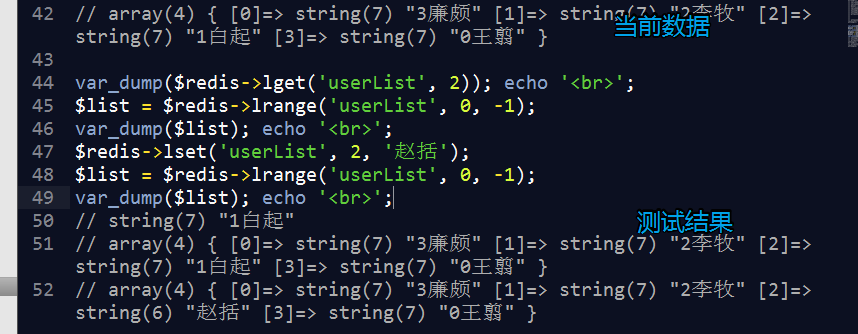 42 // array(4) { [0]=> string(7) "3廉颇" [1]=> string(7) "2李牧" [2]=>
string(7) "1白起" [3]=> string(7) "0王翦" }
当前数据
43
44 var_dump($redis->lget('userList', 2)); echo '<br>';
45 $list = $redis->lrange('userList', 0, -1);
46 var_dump($list); echo '<br>';
47 $redis->lset('userList', 2, '赵括');
48 $list = $redis->lrange('userList', 0, -1);
49 var_dump($list); echo '<br>';
50 // string(7) "1白起"
测试结果
51 // array(4) { [0]=> string(7) "3廉颇" [1]=> string(7) "2李牧" [2]=>
string(7) "1白起" [3]=> string(7) "0王翦" }
52 // array(4) { [0]=> string(7) "3廉颇" [1]=> string(7) "2李牧" [2]=>
string(6) "赵括" [3]=> string(7) "0王翦" }